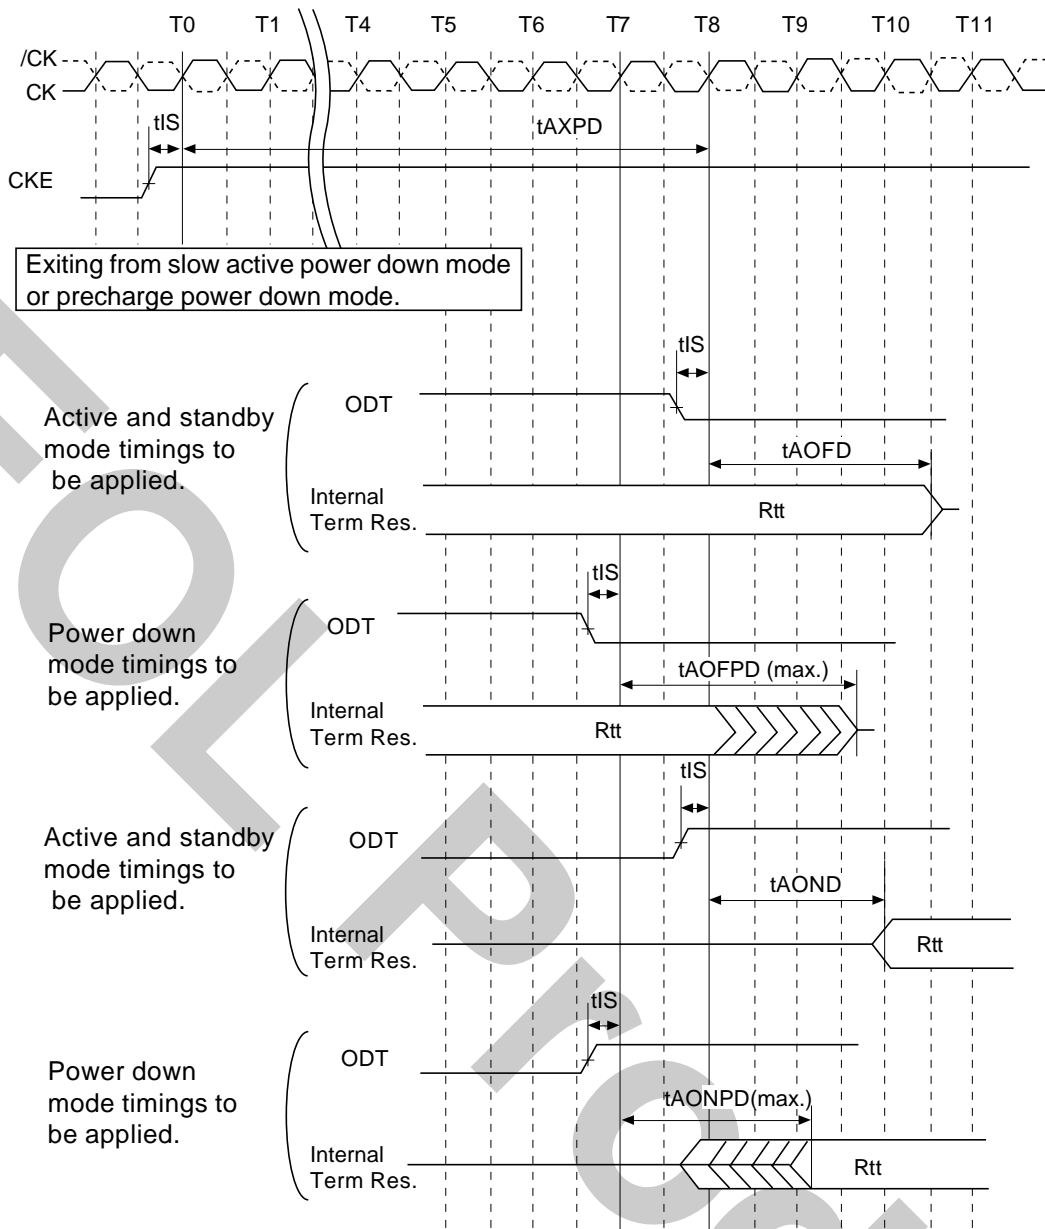 T0 T1 T4 T5 T6 T7 T8 T9 T10 T11
/CK
CK
tIS tAXPD
CKE
Exiting from slow active power down mode
or precharge power down mode.
tIS
Active and standby
mode timings to
be applied.
ODT
tAOFD
Internal
Term Res.
Rtt
tIS
Power down
mode timings to
be applied.
ODT
tAOFPD (max.)
Internal
Term Res.
Rtt
tIS
Active and standby
mode timings to
be applied.
ODT
tAOND
Internal
Term Res.
Rtt
tIS
Power down
mode timings to
be applied.
ODT
tAONPD(max.)
Internal
Term Res.
Rtt